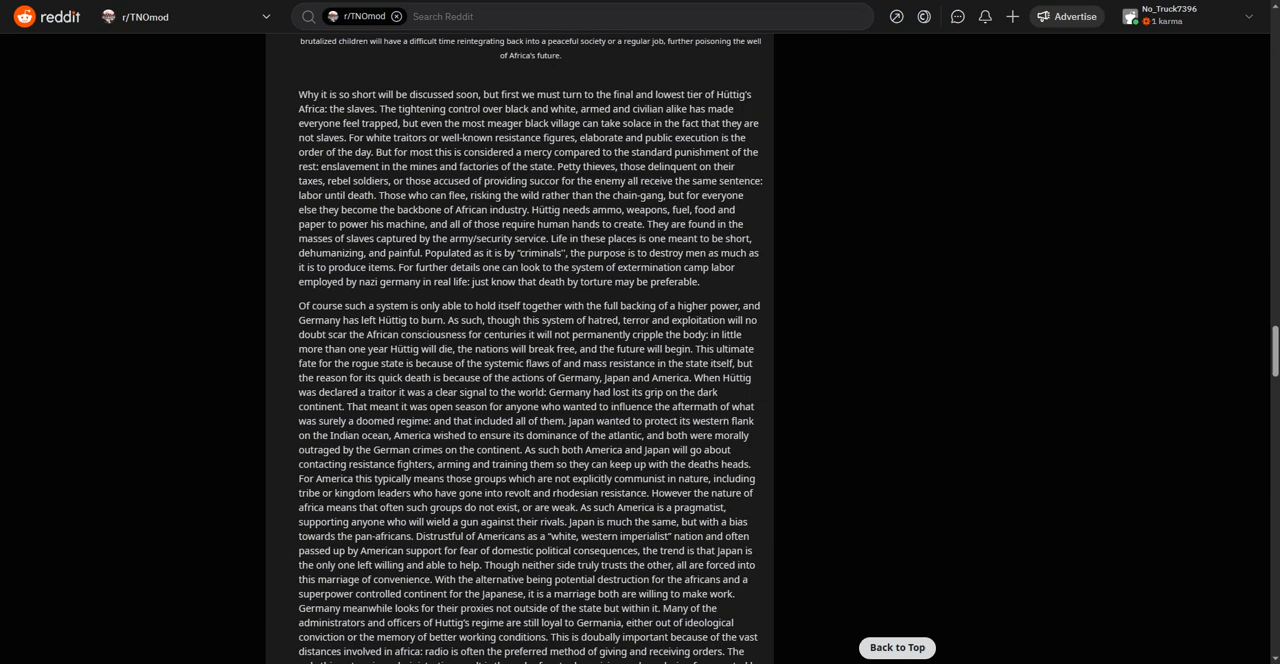 reddit
r/TNOmod
r/TNOmod
Search Reddit
Advertise
No_Truck7396
1 karma
brutalized children will have a difficult time reintegrating back into a peaceful society or a regular job, further poisoning the well
of Africa's future.
Why it is so short will be discussed soon, but first we must turn to the final and lowest tier of Hüttig's
Africa: the slaves. The tightening control over black and white, armed and civilian alike has made
everyone feel trapped, but even the most meager black village can take solace in the fact that they are
not slaves. For white traitors or well-known resistance figures, elaborate and public execution is the
order of the day. But for most this is considered a mercy compared to the standard punishment of the
rest: enslavement in the mines and factories of the state. Petty thieves, those delinquent on their
taxes, rebel soldiers, or those accused of providing succor for the enemy all receive the same sentence:
labor until death. Those who can flee, risking the wild rather than the chain-gang, but for everyone
else they become the backbone of African industry. Hüttig needs ammo, weapons, fuel, food and
paper to power his machine, and all of those require human hands to create. They are found in the
masses of slaves captured by the army/security service. Life in these places is one meant to be short,
dehumanizing, and painful. Populated as it is by "criminals'', the purpose is to destroy men as much as
it is to produce items. For further details one can look to the system of extermination camp labor
employed by nazi germany in real life: just know that death by torture may be preferable.
Of course such a system is only able to hold itself together with the full backing of a higher power, and
Germany has left Hüttig to burn. As such, though this system of hatred, terror and exploitation will no
doubt scar the African consciousness for centuries it will not permanently cripple the body: in little
more than one year Hüttig will die, the nations will break free, and the future will begin. This ultimate
fate for the rogue state is because of the systemic flaws of and mass resistance in the state itself, but
the reason for its quick death is because of the actions of Germany, Japan and America. When Hüttig
was declared a traitor it was a clear signal to the world: Germany had lost its grip on the dark
continent. That meant it was open season for anyone who wanted to influence the aftermath of what
was surely a doomed regime: and that included all of them. Japan wanted to protect its western flank
on the Indian ocean, America wished to ensure its dominance of the atlantic, and both were morally
outraged by the German crimes on the continent. As such both America and Japan will go about
contacting resistance fighters, arming and training them so they can keep up with the deaths heads.
For America this typically means those groups which are not explicitly communist in nature, including
tribe or kingdom leaders who have gone into revolt and rhodesian resistance. However the nature of
africa means that often such groups do not exist, or are weak. As such America is a pragmatist,
supporting anyone who will wield a gun against their rivals. Japan is much the same, but with a bias
towards the pan-africans. Distrustful of Americans as a "white, western imperialist" nation and often
passed up by American support for fear of domestic political consequences, the trend is that Japan is
the only one left willing and able to help. Though neither side truly trusts the other, all are forced into
this marriage of convenience. With the alternative being potential destruction for the africans and a
superpower controlled continent for the Japanese, it is a marriage both are willing to make work.
Germany meanwhile looks for their proxies not outside of the state but within it. Many of the
administrators and officers of Huttig's regime are still loyal to Germania, either out of ideological
conviction or the memory of better working conditions. This is doubally important because of the vast
distances involved in africa: radio is often the preferred method of giving and receiving orders. The
Back to Top